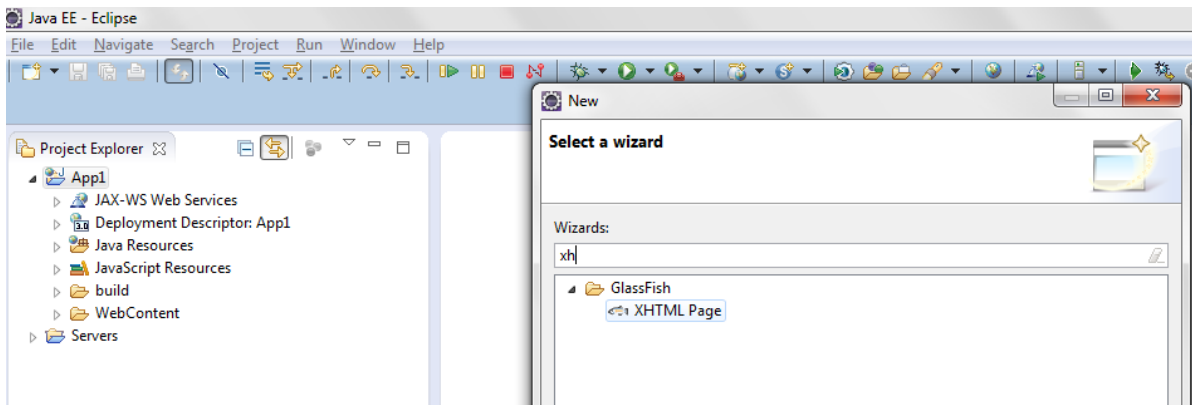 Java EE - Eclipse
File Edit Navigate Search Project Run Window Help
New
Select a wizard
Project Explorer
App1
JAX-WS Web Services
Deployment Descriptor: App1
Java Resources
JavaScript Resources
build
WebContent
Servers
Wizards:
xh
GlassFish
XHTML Page